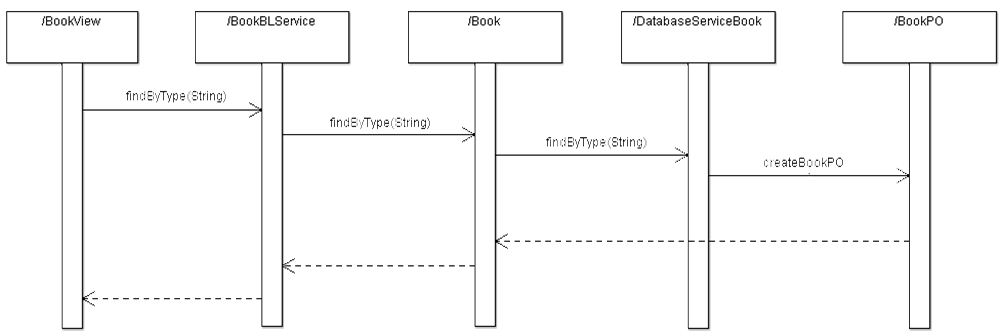 /BookView
/BookBLService
/Book
/DatabaseServiceBook
/BookPO
findByType(String)
findByType(String)
findByType(String)
createBookPO